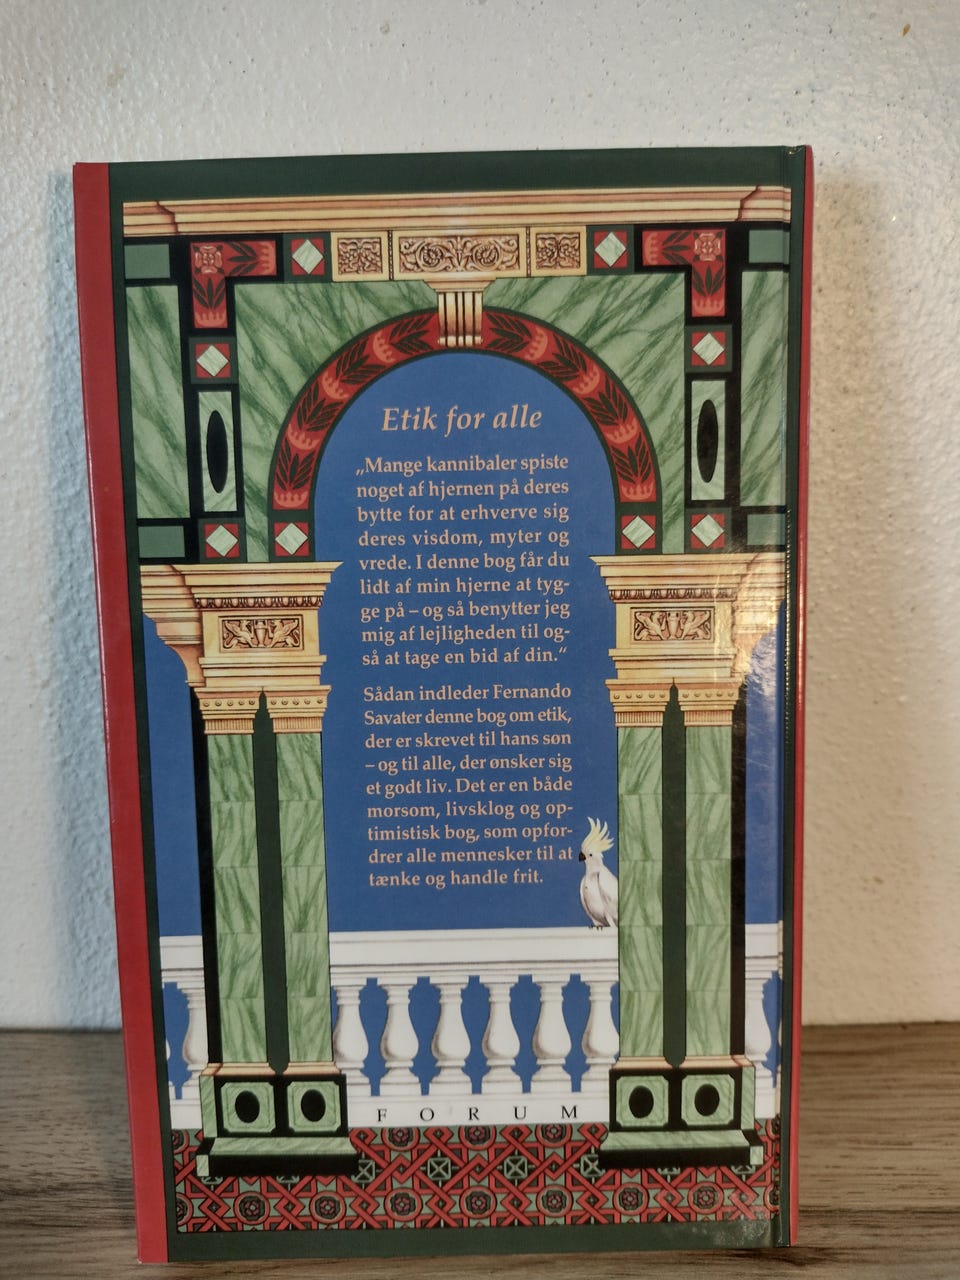 Etik for alle
„Mange kannibaler spiste
noget af hjernen på deres
bytte for at erhverve sig
deres visdom, myter og
vrede. I denne bog får du
lidt af min hjerne at tyg-
ge på – og så benytter jeg
mig af lejligheden til og-
så at tage en bid af din.“
Sådan indleder Fernando
Savater denne bog om etik,
der er skrevet til hans søn
– og til alle, der ønsker sig
et godt liv. Det er en både
morsom, livsklog og op-
timistisk bog, som opfor-
drer alle mennesker til at
tænke og handle frit.
FORUM